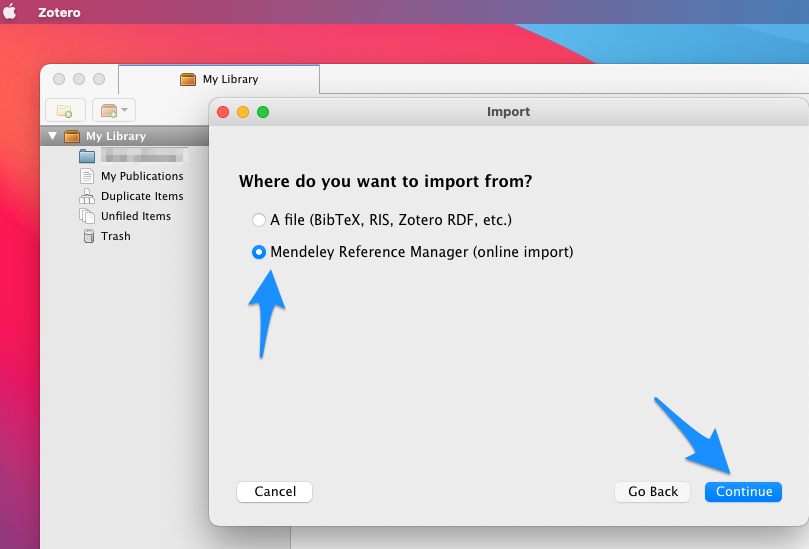 Zotero
My Library
Import
My Library
My Publications
Duplicate Items
Unfiled Items
Trash
Where do you want to import from?
A file (BibTeX, RIS, Zotero RDF, etc.)
Mendeley Reference Manager (online import)
Cancel
Go Back
Continue